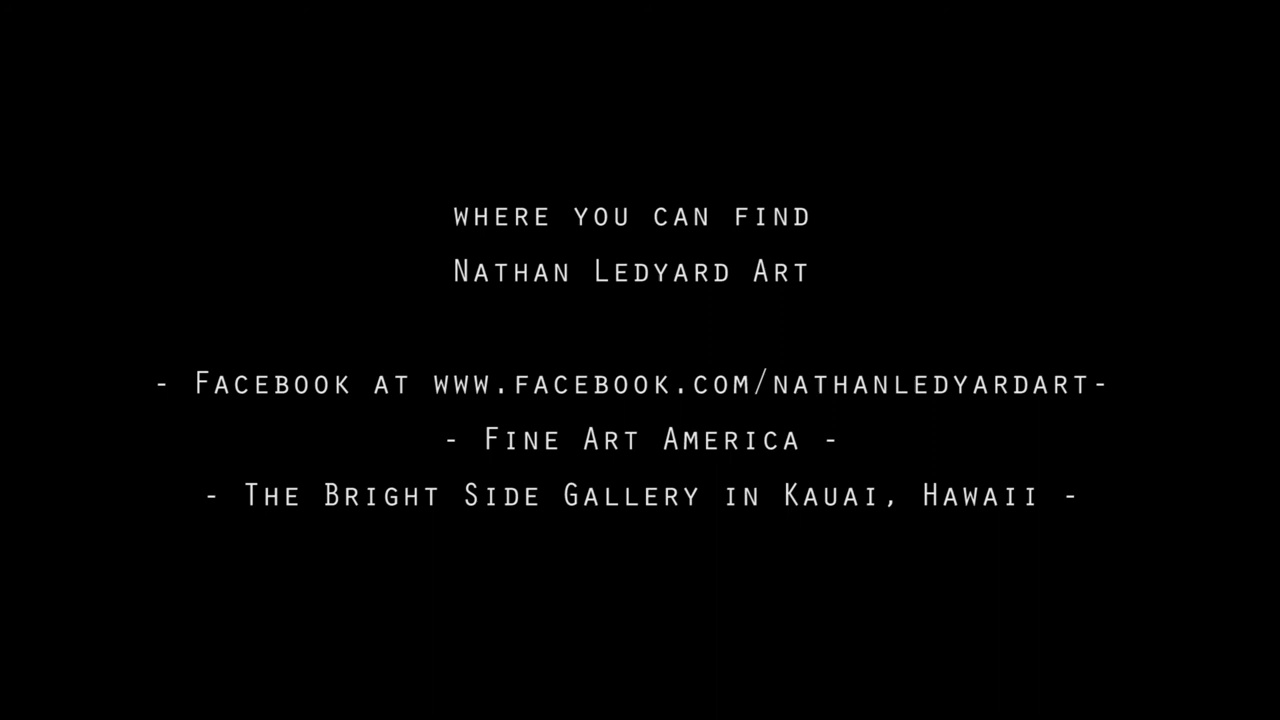 where you can find
Nathan Ledyard Art
- Facebook at www.facebook.com/nathanledyardart-
- Fine Art America -
- The Bright Side Gallery in Kauai, Hawaii -